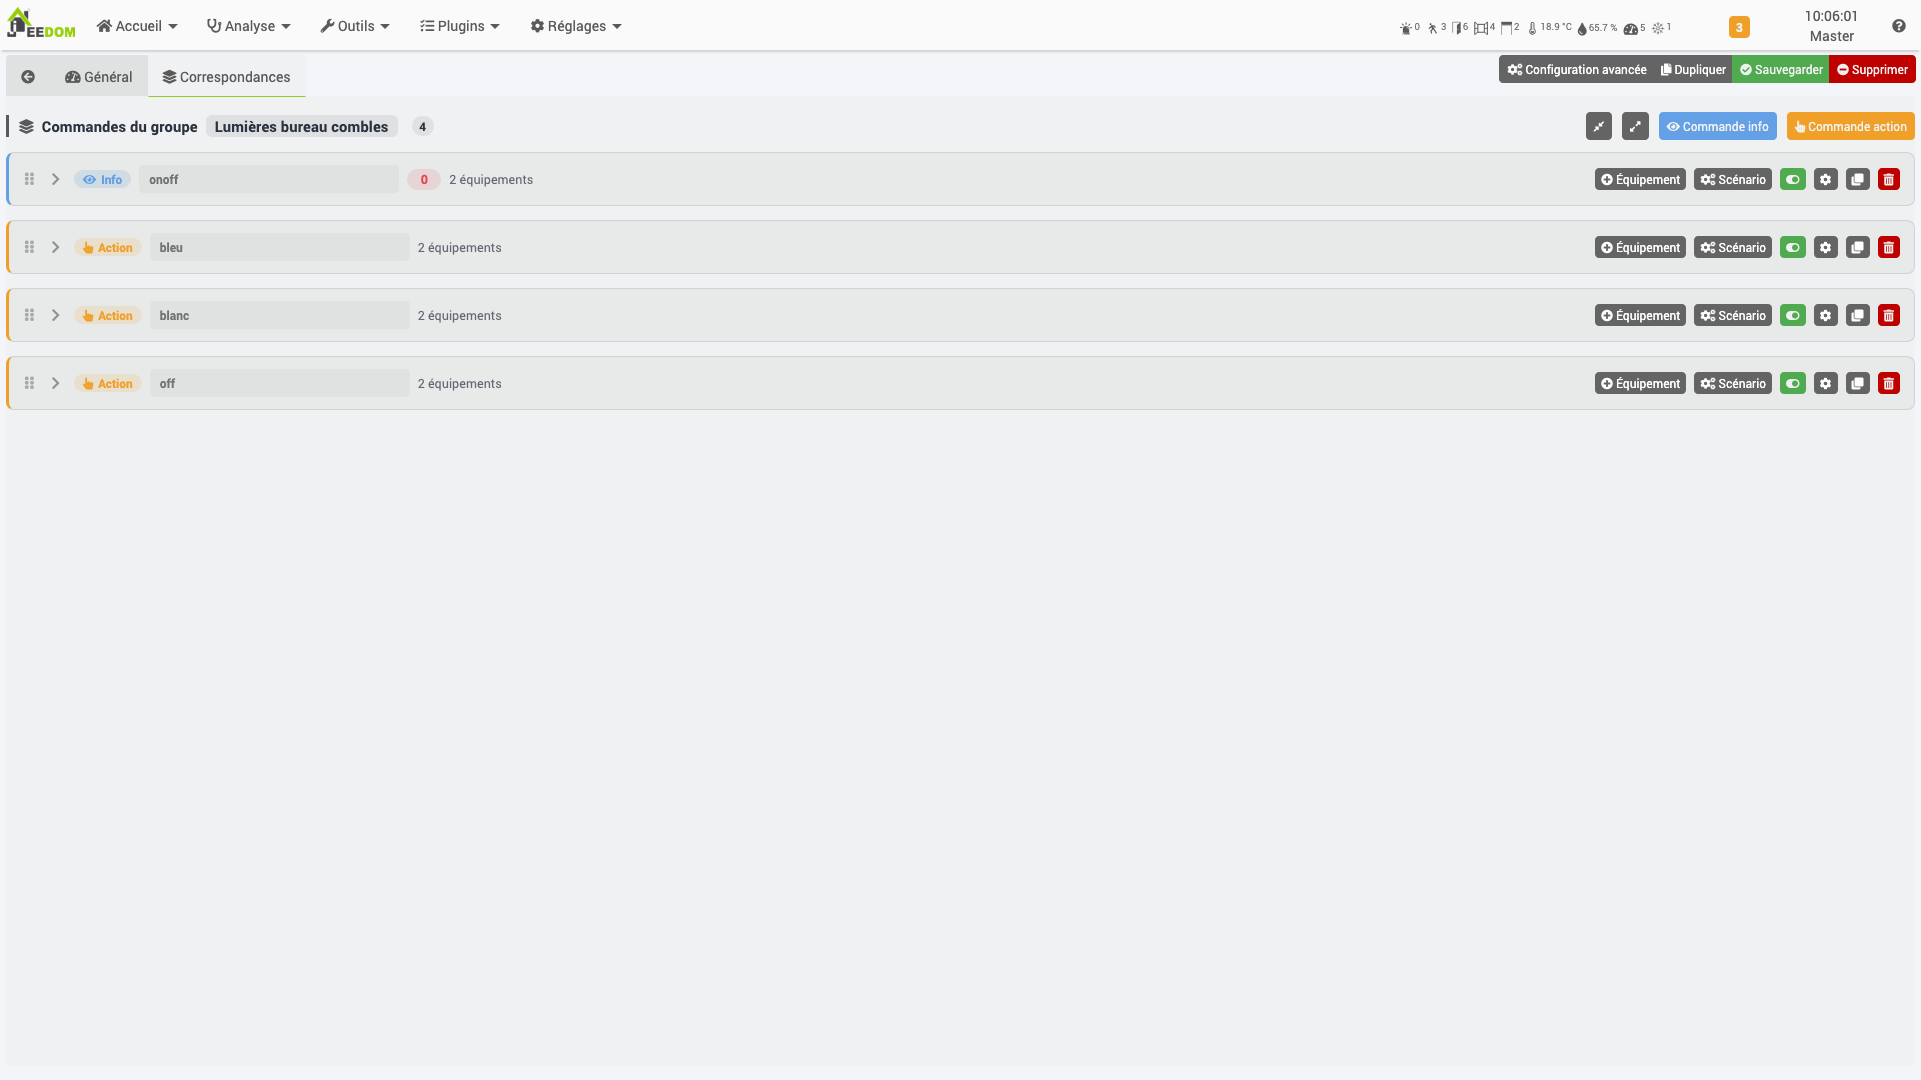 EEDOM Accueil Analyse Outils Plugins Réglages 0 3 6 4 2 18.9 °C 65.7 % 5 1 3 10:06:01
Master
Général Correspondances Configuration avancée Dupliquer Sauvegarder Supprimer
Commandes du groupe Lumières bureau combles 4 Commande info Commande action
Info onoff 0 2 équipements Équipement Scénario
Action bleu 2 équipements Équipement Scénario
Action blanc 2 équipements Équipement Scénario
Action off 2 équipements Équipement Scénario